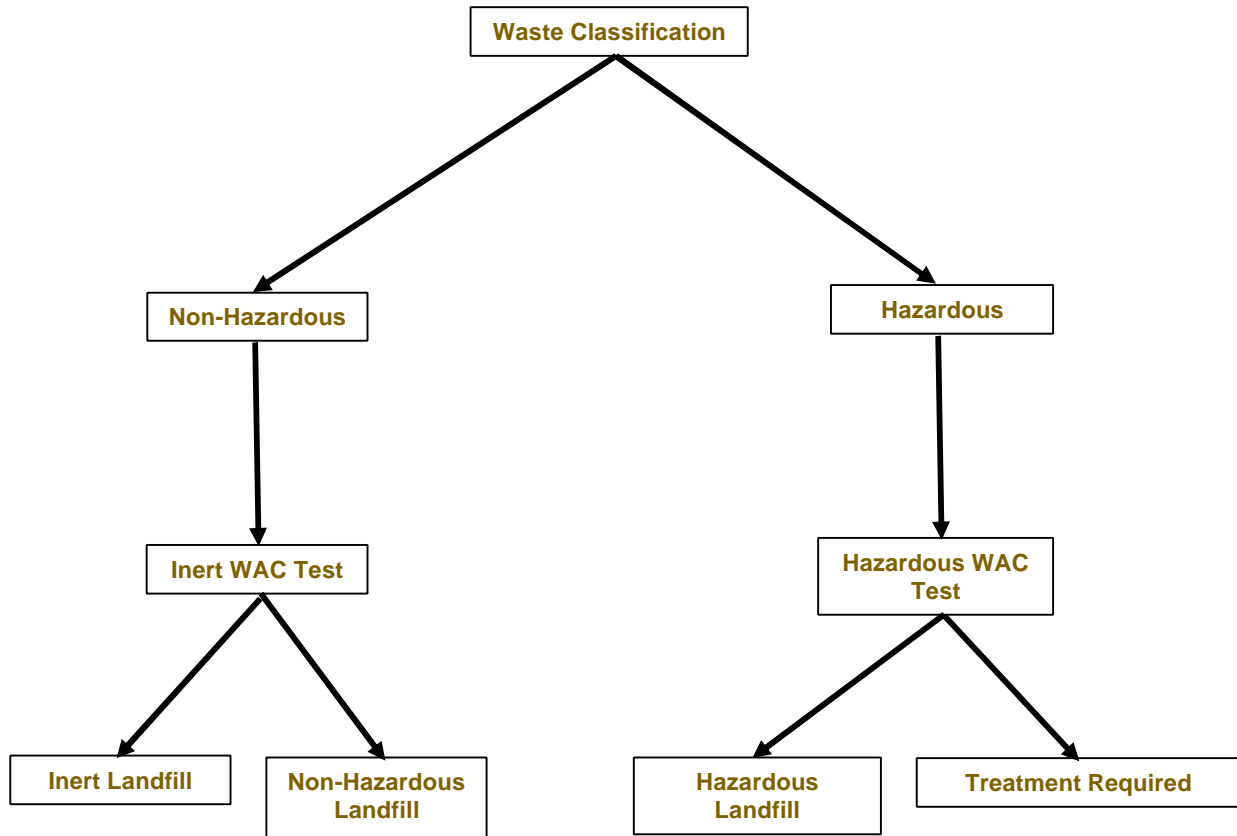 Waste Classification
Non-Hazardous
Hazardous
Inert WAC Test
Hazardous WAC
Test
Inert Landfill
Non-Hazardous
Landfill
Hazardous
Landfill
Treatment Required